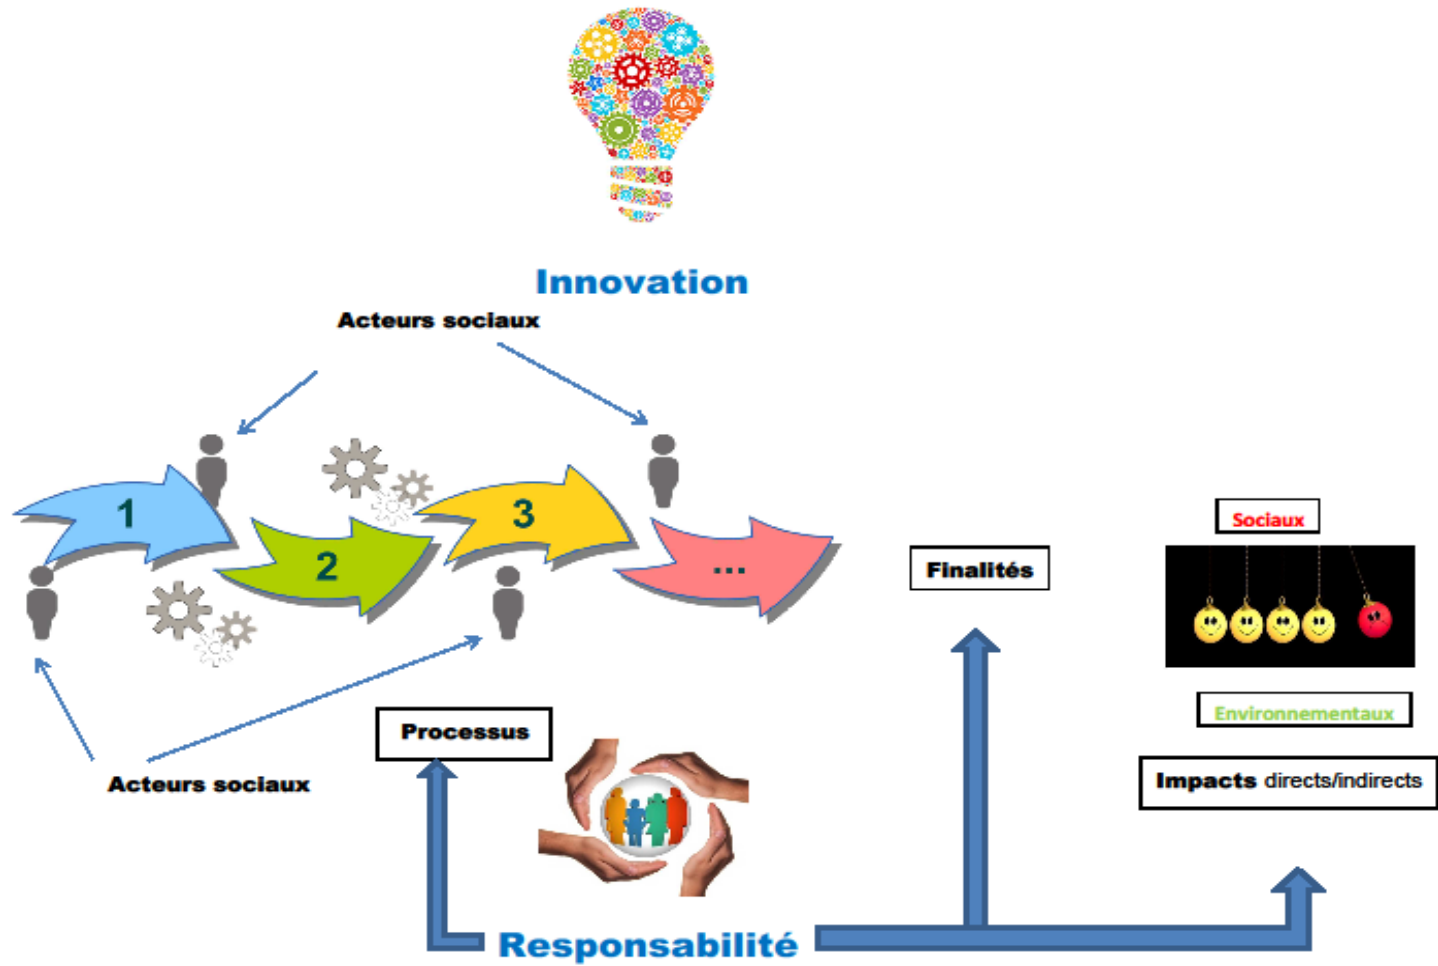 Innovation
Acteurs sociaux
1
2
3
...
Finalités
Sociaux
Environnementaux
Impacts directs/indirects
Processus
Acteurs sociaux
Responsabilité